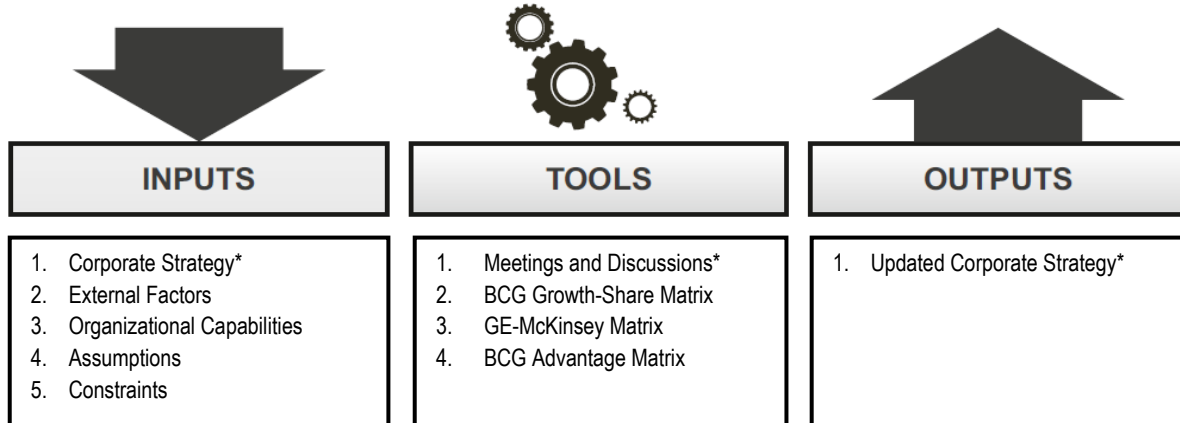 INPUTS
1. Corporate Strategy*
2. External Factors
3. Organizational Capabilities
4. Assumptions
5. Constraints
TOOLS
1. Meetings and Discussions*
2. BCG Growth-Share Matrix
3. GE-McKinsey Matrix
4. BCG Advantage Matrix
OUTPUTS
1. Updated Corporate Strategy*